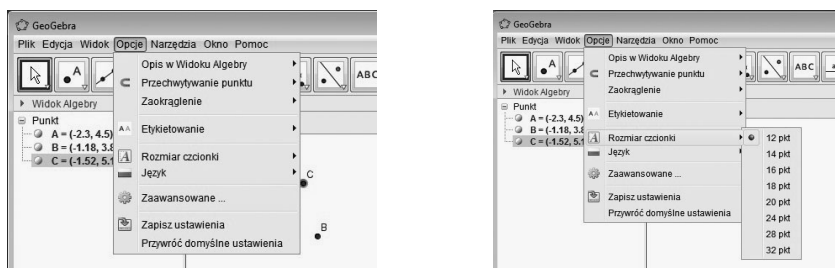 GeoGebra
Plik Edycja Widok Opcje Narzędzia Okno Pomoc
A
ABC
Opis w Widoku Algebry
Przechwytywanie punktu
Zaokrąglenie
AA Etykietowanie
A Rozmiar czcionki
Język
Zaawansowane ...
Zapisz ustawienia
Przywróć domyślne ustawienia
Widok Algebry
Punkt
A = (-2.3, 4.5)
B = (-1.18, 3.8
C = (-1.52, 5.1
C
B
GeoGebra
Plik Edycja Widok Opcje Narzędzia Okno Pomoc
A
ABC
Opis w Widoku Algebry
Przechwytywanie punktu
Zaokrąglenie
AA Etykietowanie
A Rozmiar czcionki
Język
Zaawansowane ...
Zapisz ustawienia
Przywróć domyślne ustawienia
Widok Algebry
Punkt
A = (-2.3, 4.5)
B = (-1.18, 3.8
C = (-1.52, 5.1
12 pkt
14 pkt
16 pkt
18 pkt
20 pkt
24 pkt
28 pkt
32 pkt